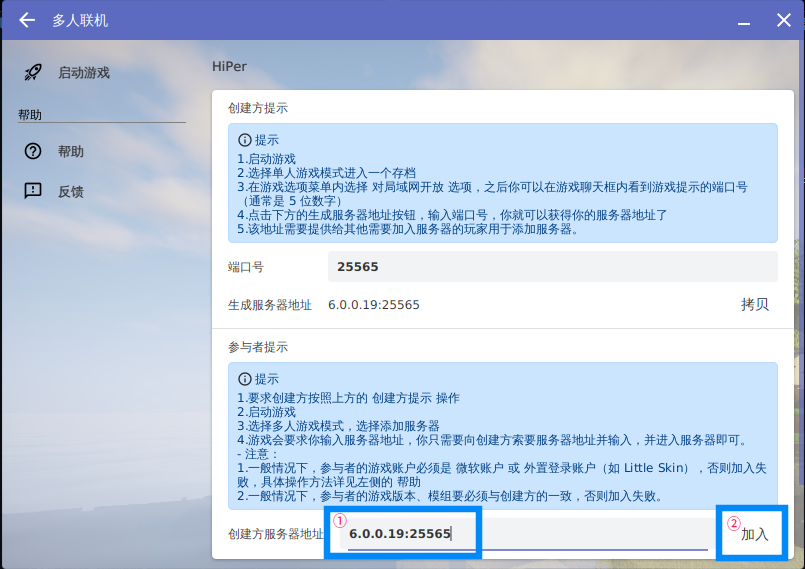 多人联机
启动游戏
帮助
帮助
反馈
HiPer
创建方提示
提示
1.启动游戏
2.选择单人游戏模式进入一个存档
3.在游戏选项菜单内选择 对局域网开放 选项，之后你可以在游戏聊天框内看到游戏提示的端口号
（通常是 5 位数字）
4.点击下方的生成服务器地址按钮，输入端口号，你就可以获得你的服务器地址了
5.该地址需要提供给其他需要加入服务器的玩家用于添加服务器。
端口号 25565
生成服务器地址 6.0.0.19:25565 拷贝
参与者提示
提示
1.要求创建方按照上方的 创建方提示 操作
2.启动游戏
3.选择多人游戏模式，选择添加服务器
4.游戏会要求你输入服务器地址，你只需要向创建方索要服务器地址并输入，并进入服务器即可。
- 注意：
1.一般情况下，参与者的游戏账户必须是 微软账户 或 外置登录账户（如 Little Skin），否则加入失
败，具体操作方法详见左侧的 帮助
2.一般情况下，参与者的游戏版本、模组要必须与创建方的一致，否则加入失败。
创建方服务器地址 ① 6.0.0.19:25565 ② 加入